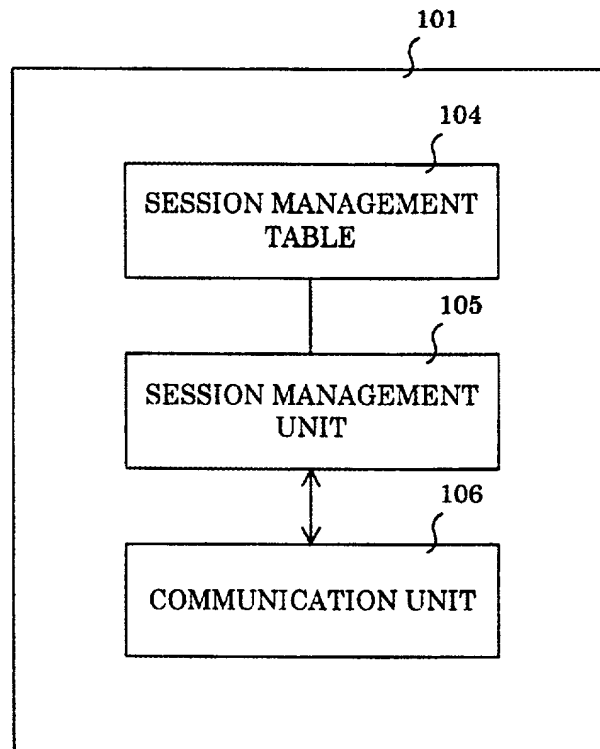 101
104
SESSION MANAGEMENT
TABLE
105
SESSION MANAGEMENT
UNIT
106
COMMUNICATION UNIT